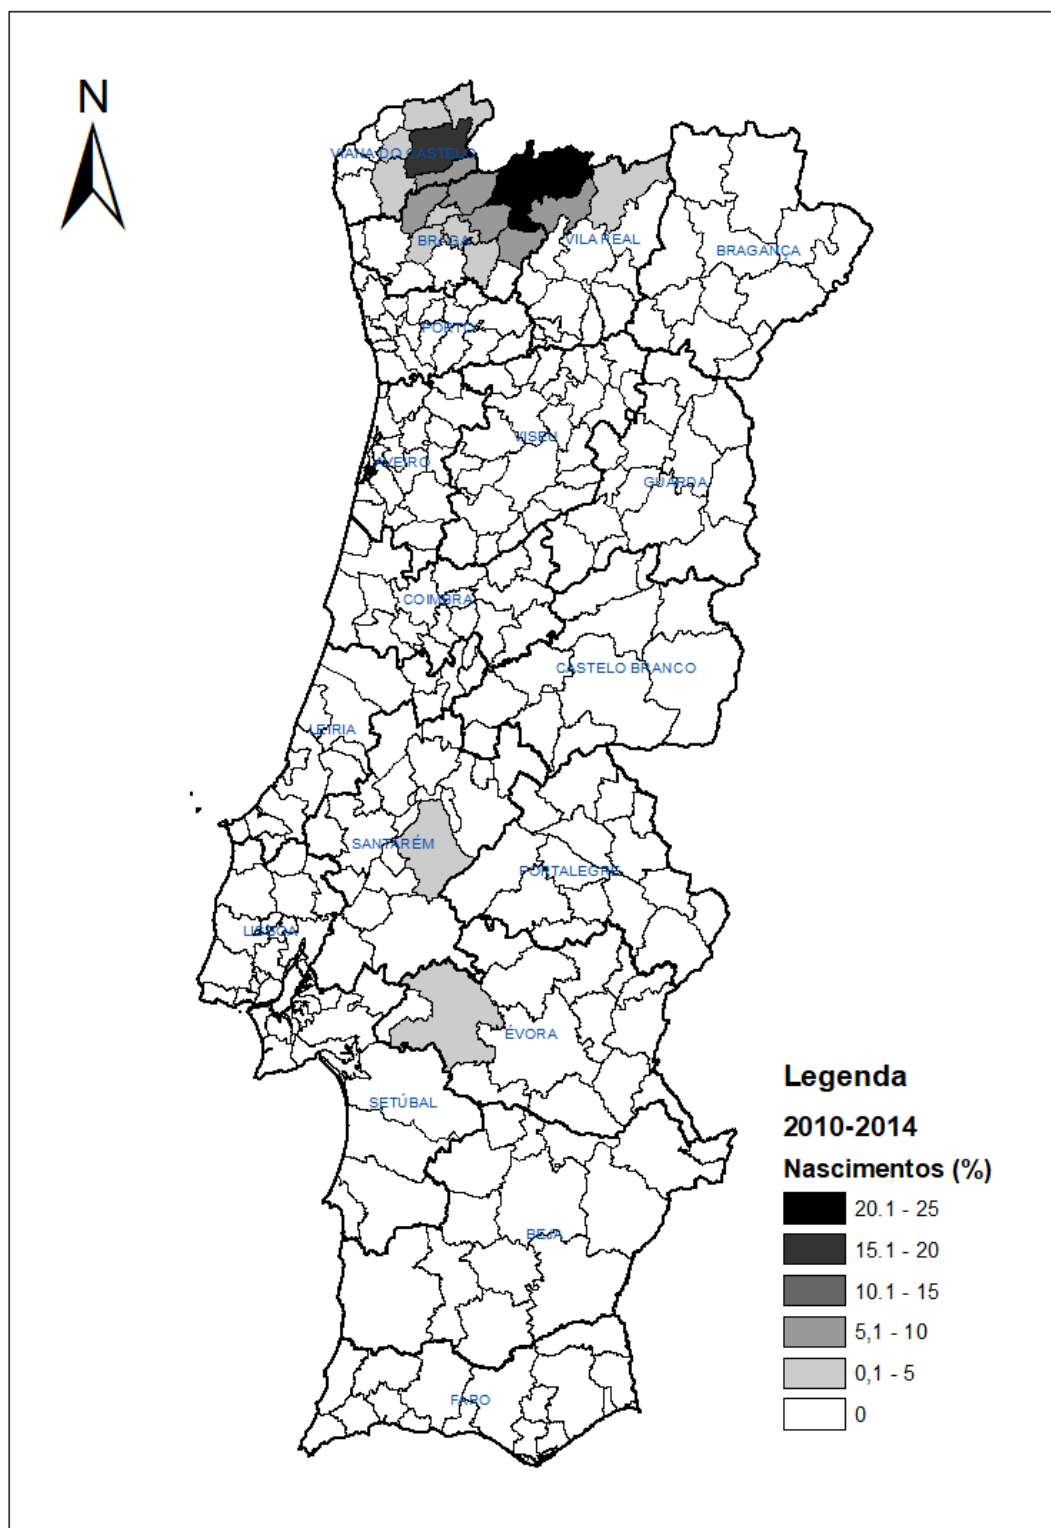 N
VIANA DO CASTELO
BRAGA
VILA REAL
BRAGANÇA
PORTO
VISEU
AVEIRO
GUARDA
COIMBRA
CASTELO BRANCO
LEIRIA
SANTARÉM
PORTALEGRE
LISBOA
ÉVORA
SETÚBAL
BEJA
FARO
Legenda
2010-2014
Nascimentos (%)
20.1 - 25
15.1 - 20
10.1 - 15
5,1 - 10
0,1 - 5
0